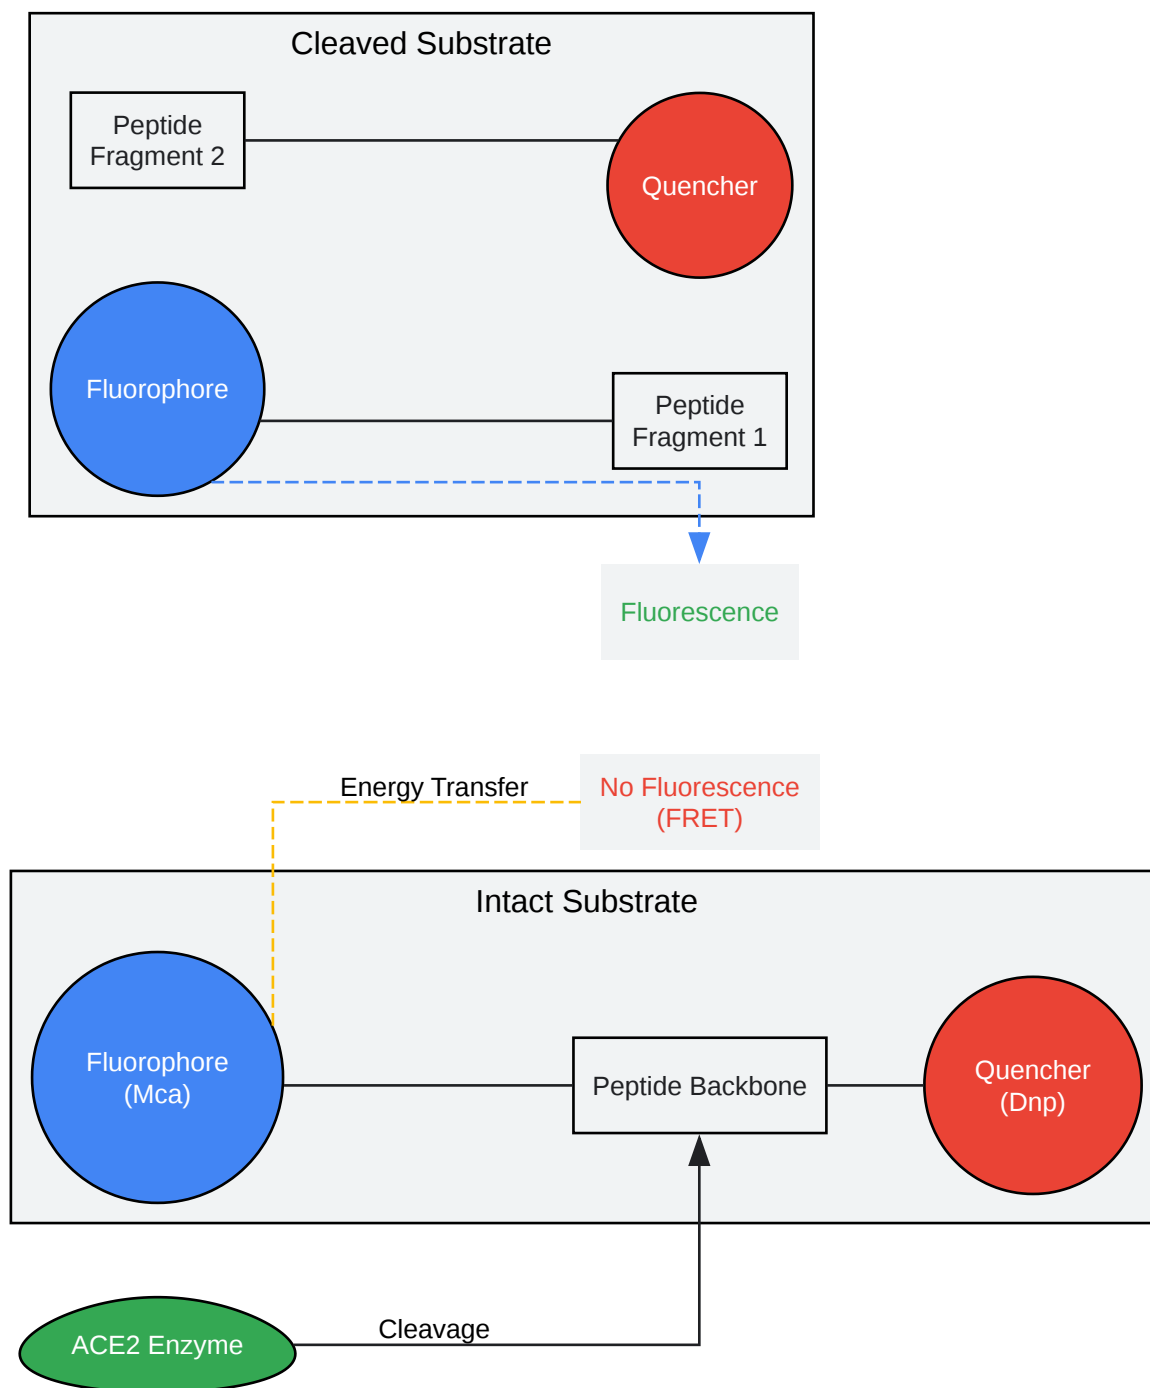 Cleaved Substrate
Peptide
Fragment 2
Quencher
Fluorophore
Peptide
Fragment 1
Fluorescence
Energy Transfer
No Fluorescence
(FRET)
Intact Substrate
Fluorophore
(Mca)
Peptide Backbone
Quencher
(Dnp)
Cleavage
ACE2 Enzyme